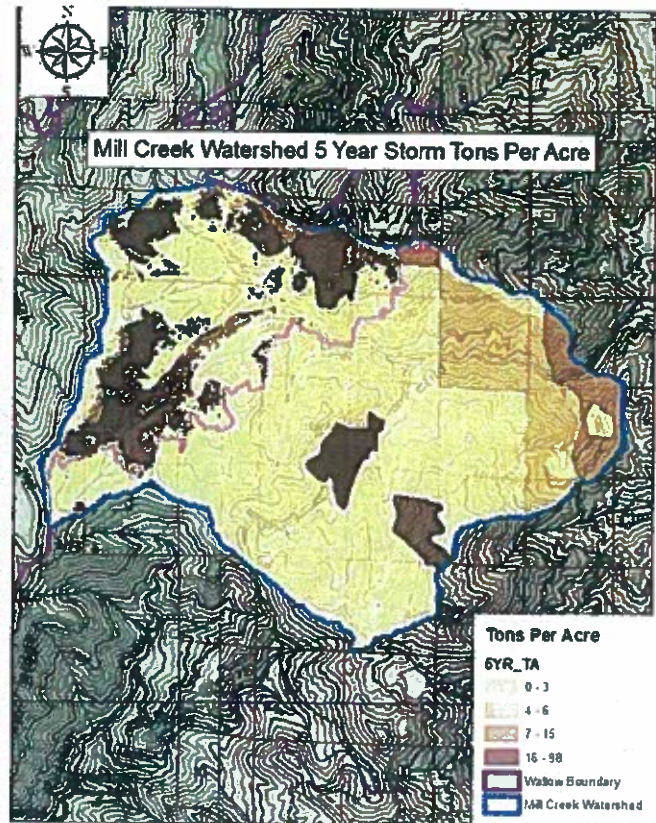 N
W
E
S
Mill Creek Watershed 5 Year Storm Tons Per Acre
Tons Per Acre
5YR_TA
0 - 3
4 - 6
7 - 15
16 - 98
Wallow Boundary
Mill Creek Watershed